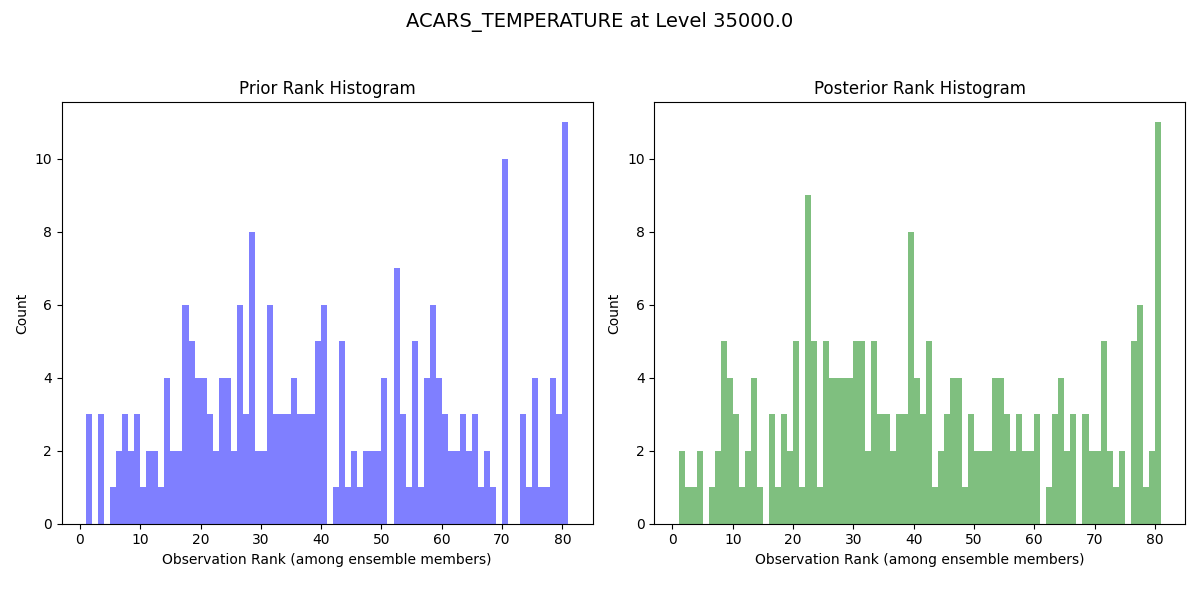 ACARS_TEMPERATURE at Level 35000.0
Prior Rank Histogram
Count
10
8
6
4
2
0
0 10 20 30 40 50 60 70 80
Observation Rank (among ensemble members)
Posterior Rank Histogram
Count
10
8
6
4
2
0
0 10 20 30 40 50 60 70 80
Observation Rank (among ensemble members)